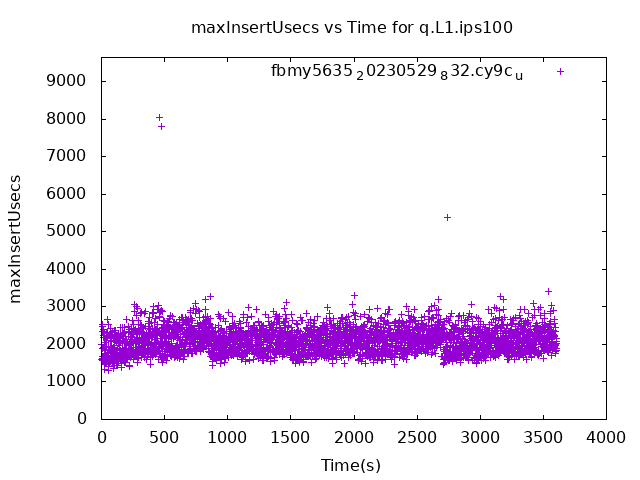 maxInsertUsecs vs Time for q.L1.ips100
fbmy5635₂0230529₈32.cy9cᵤ
9000
8000
7000
6000
5000
4000
3000
2000
1000
0
maxInsertUsecs
0 500 1000 1500 2000 2500 3000 3500 4000
Time(s)